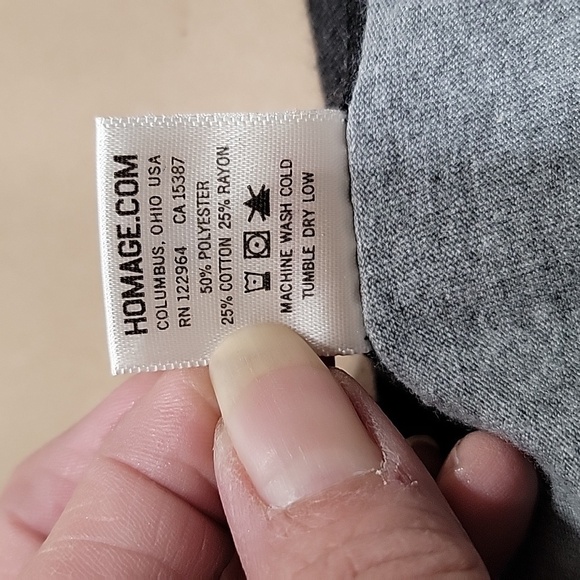 HOMAGE.COM
COLUMBUS, OHIO USA
RN 122964 CA 15387
50% POLYESTER
25% COTTON 25% RAYON
MACHINE WASH COLD
TUMBLE DRY LOW